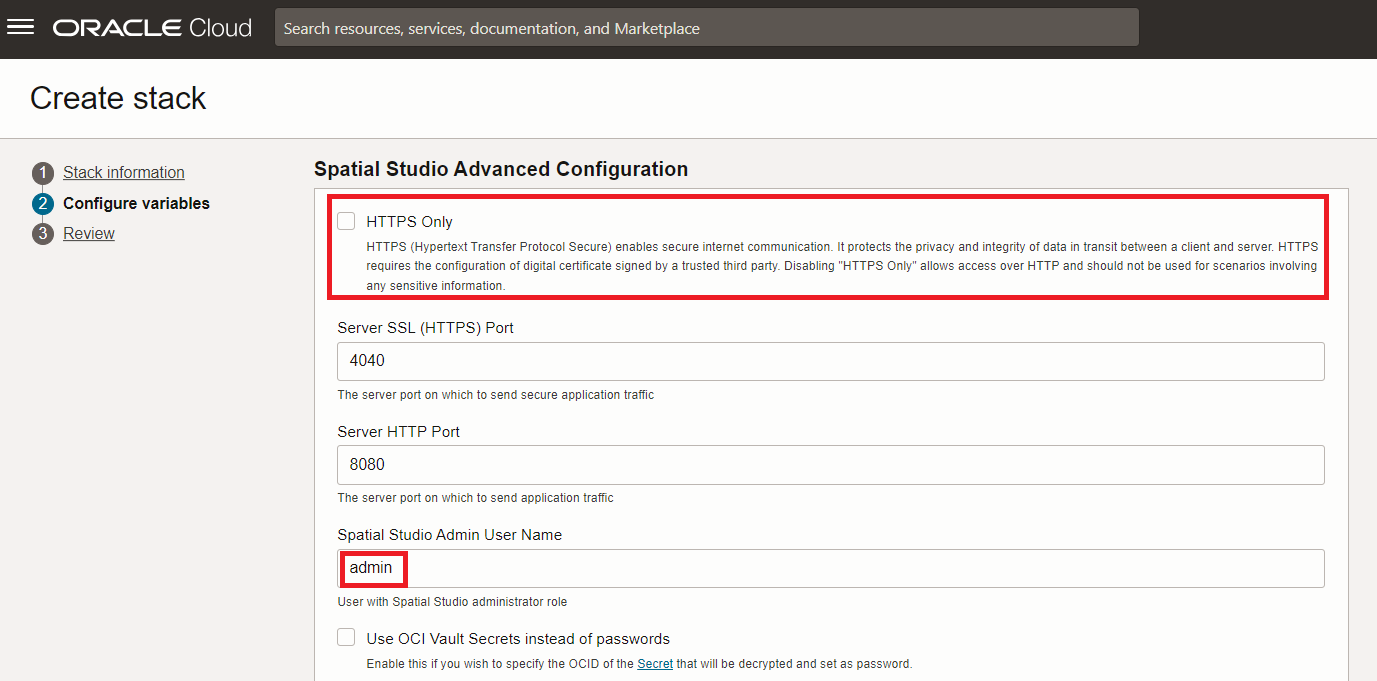 ORACLE Cloud
Search resources, services, documentation, and Marketplace
Create stack
1 Stack information
2 Configure variables
3 Review
Spatial Studio Advanced Configuration
HTTPS Only
HTTPS (Hypertext Transfer Protocol Secure) enables secure internet communication. It protects the privacy and integrity of data in transit between a client and server. HTTPS
requires the configuration of digital certificate signed by a trusted third party. Disabling "HTTPS Only" allows access over HTTP and should not be used for scenarios involving
any sensitive information.
Server SSL (HTTPS) Port
4040
The server port on which to send secure application traffic
Server HTTP Port
8080
The server port on which to send application traffic
Spatial Studio Admin User Name
admin
User with Spatial Studio administrator role
Use OCI Vault Secrets instead of passwords
Enable this if you wish to specify the OCID of the Secret that will be decrypted and set as password.